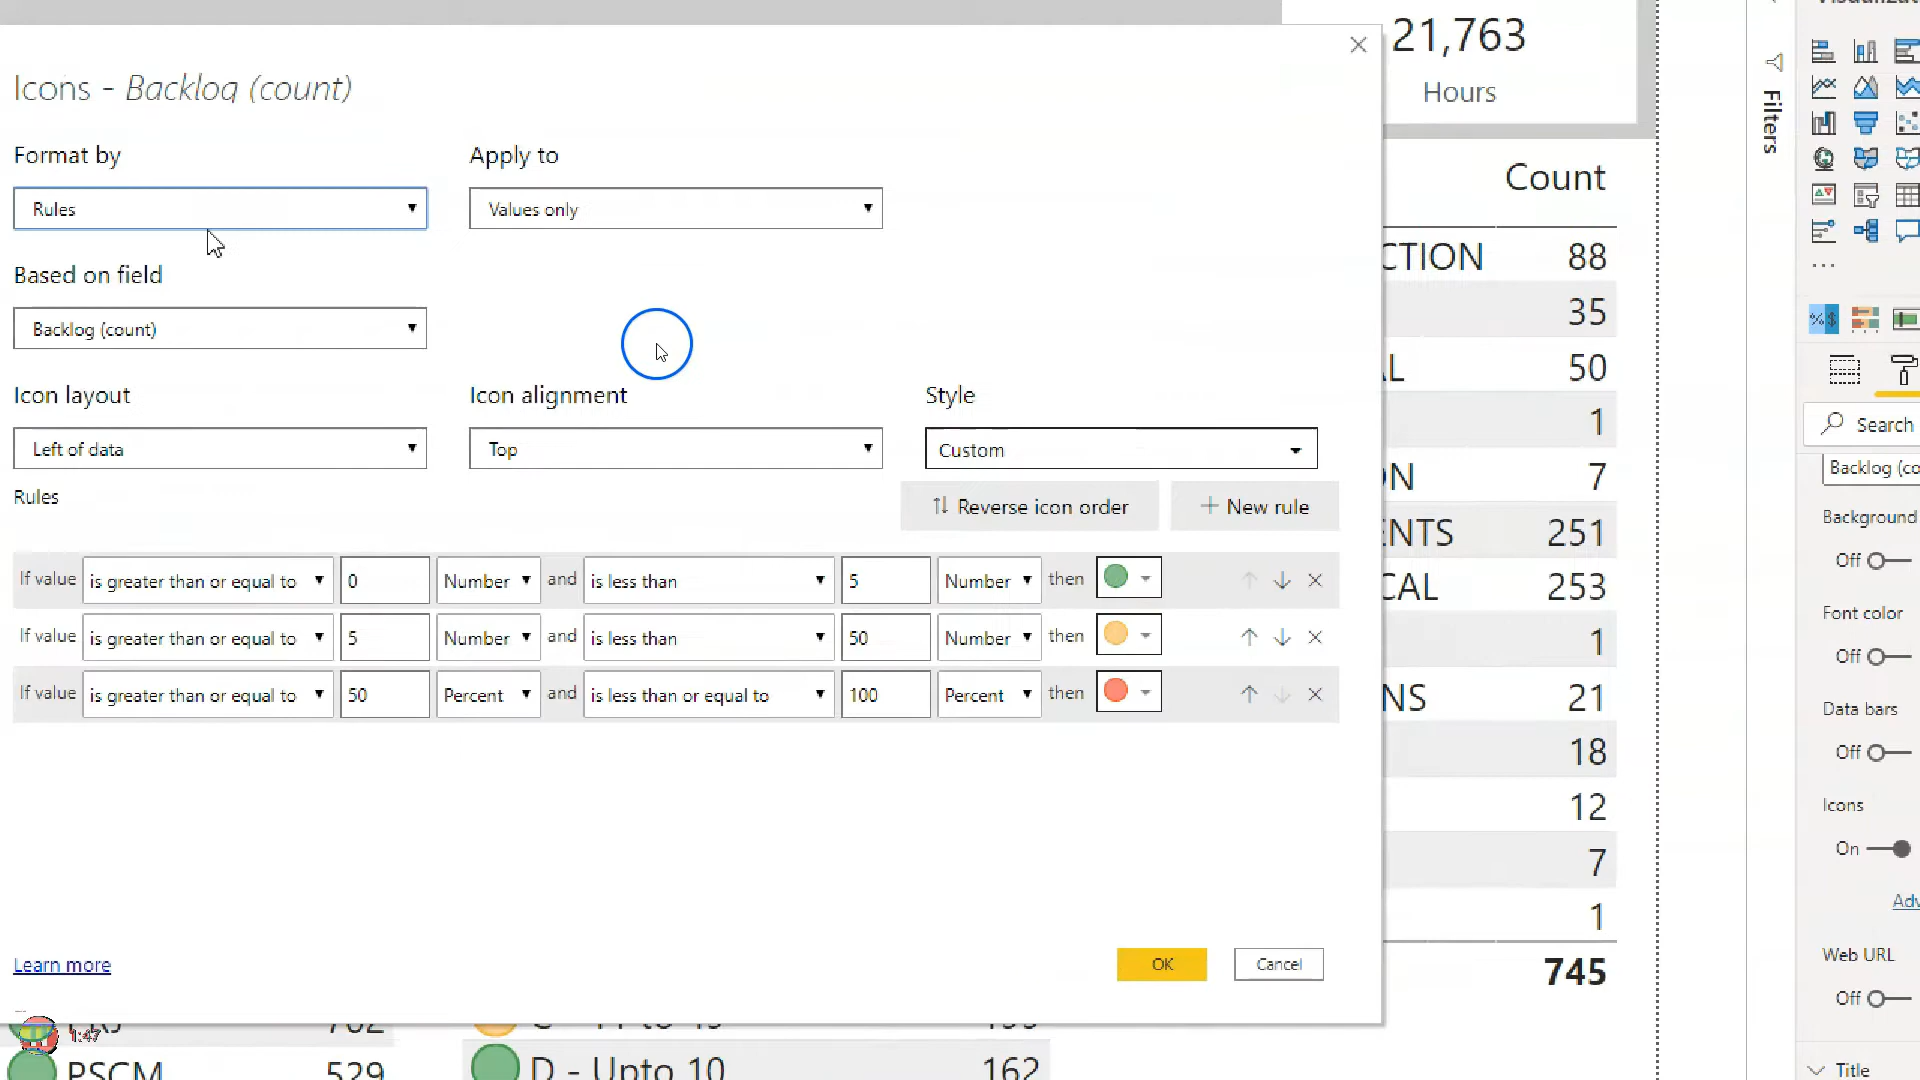 21,763
Hours
Icons - Backlog (count)
Format by
Apply to
Rules
Values only
Based on field
Backlog (count)
Icon layout
Icon alignment
Style
Left of data
Top
Custom
Rules
Reverse icon order
New rule
If value is greater than or equal to 0 Number and is less than 5 Number then
If value is greater than or equal to 5 Number and is less than 50 Number then
If value is greater than or equal to 50 Percent and is less than or equal to 100 Percent then
Learn more
OK
Cancel
Count
CTION 88
35
AL 50
1
ON 7
ENTS 251
CAL 253
1
NS 21
18
12
7
1
745
1:47
PSCM 529
D - Upto 10 162
Filters
Search
Backlog (co
Background
Off
Font color
Off
Data bars
Off
Icons
On
Adv
Web URL
Off
Title